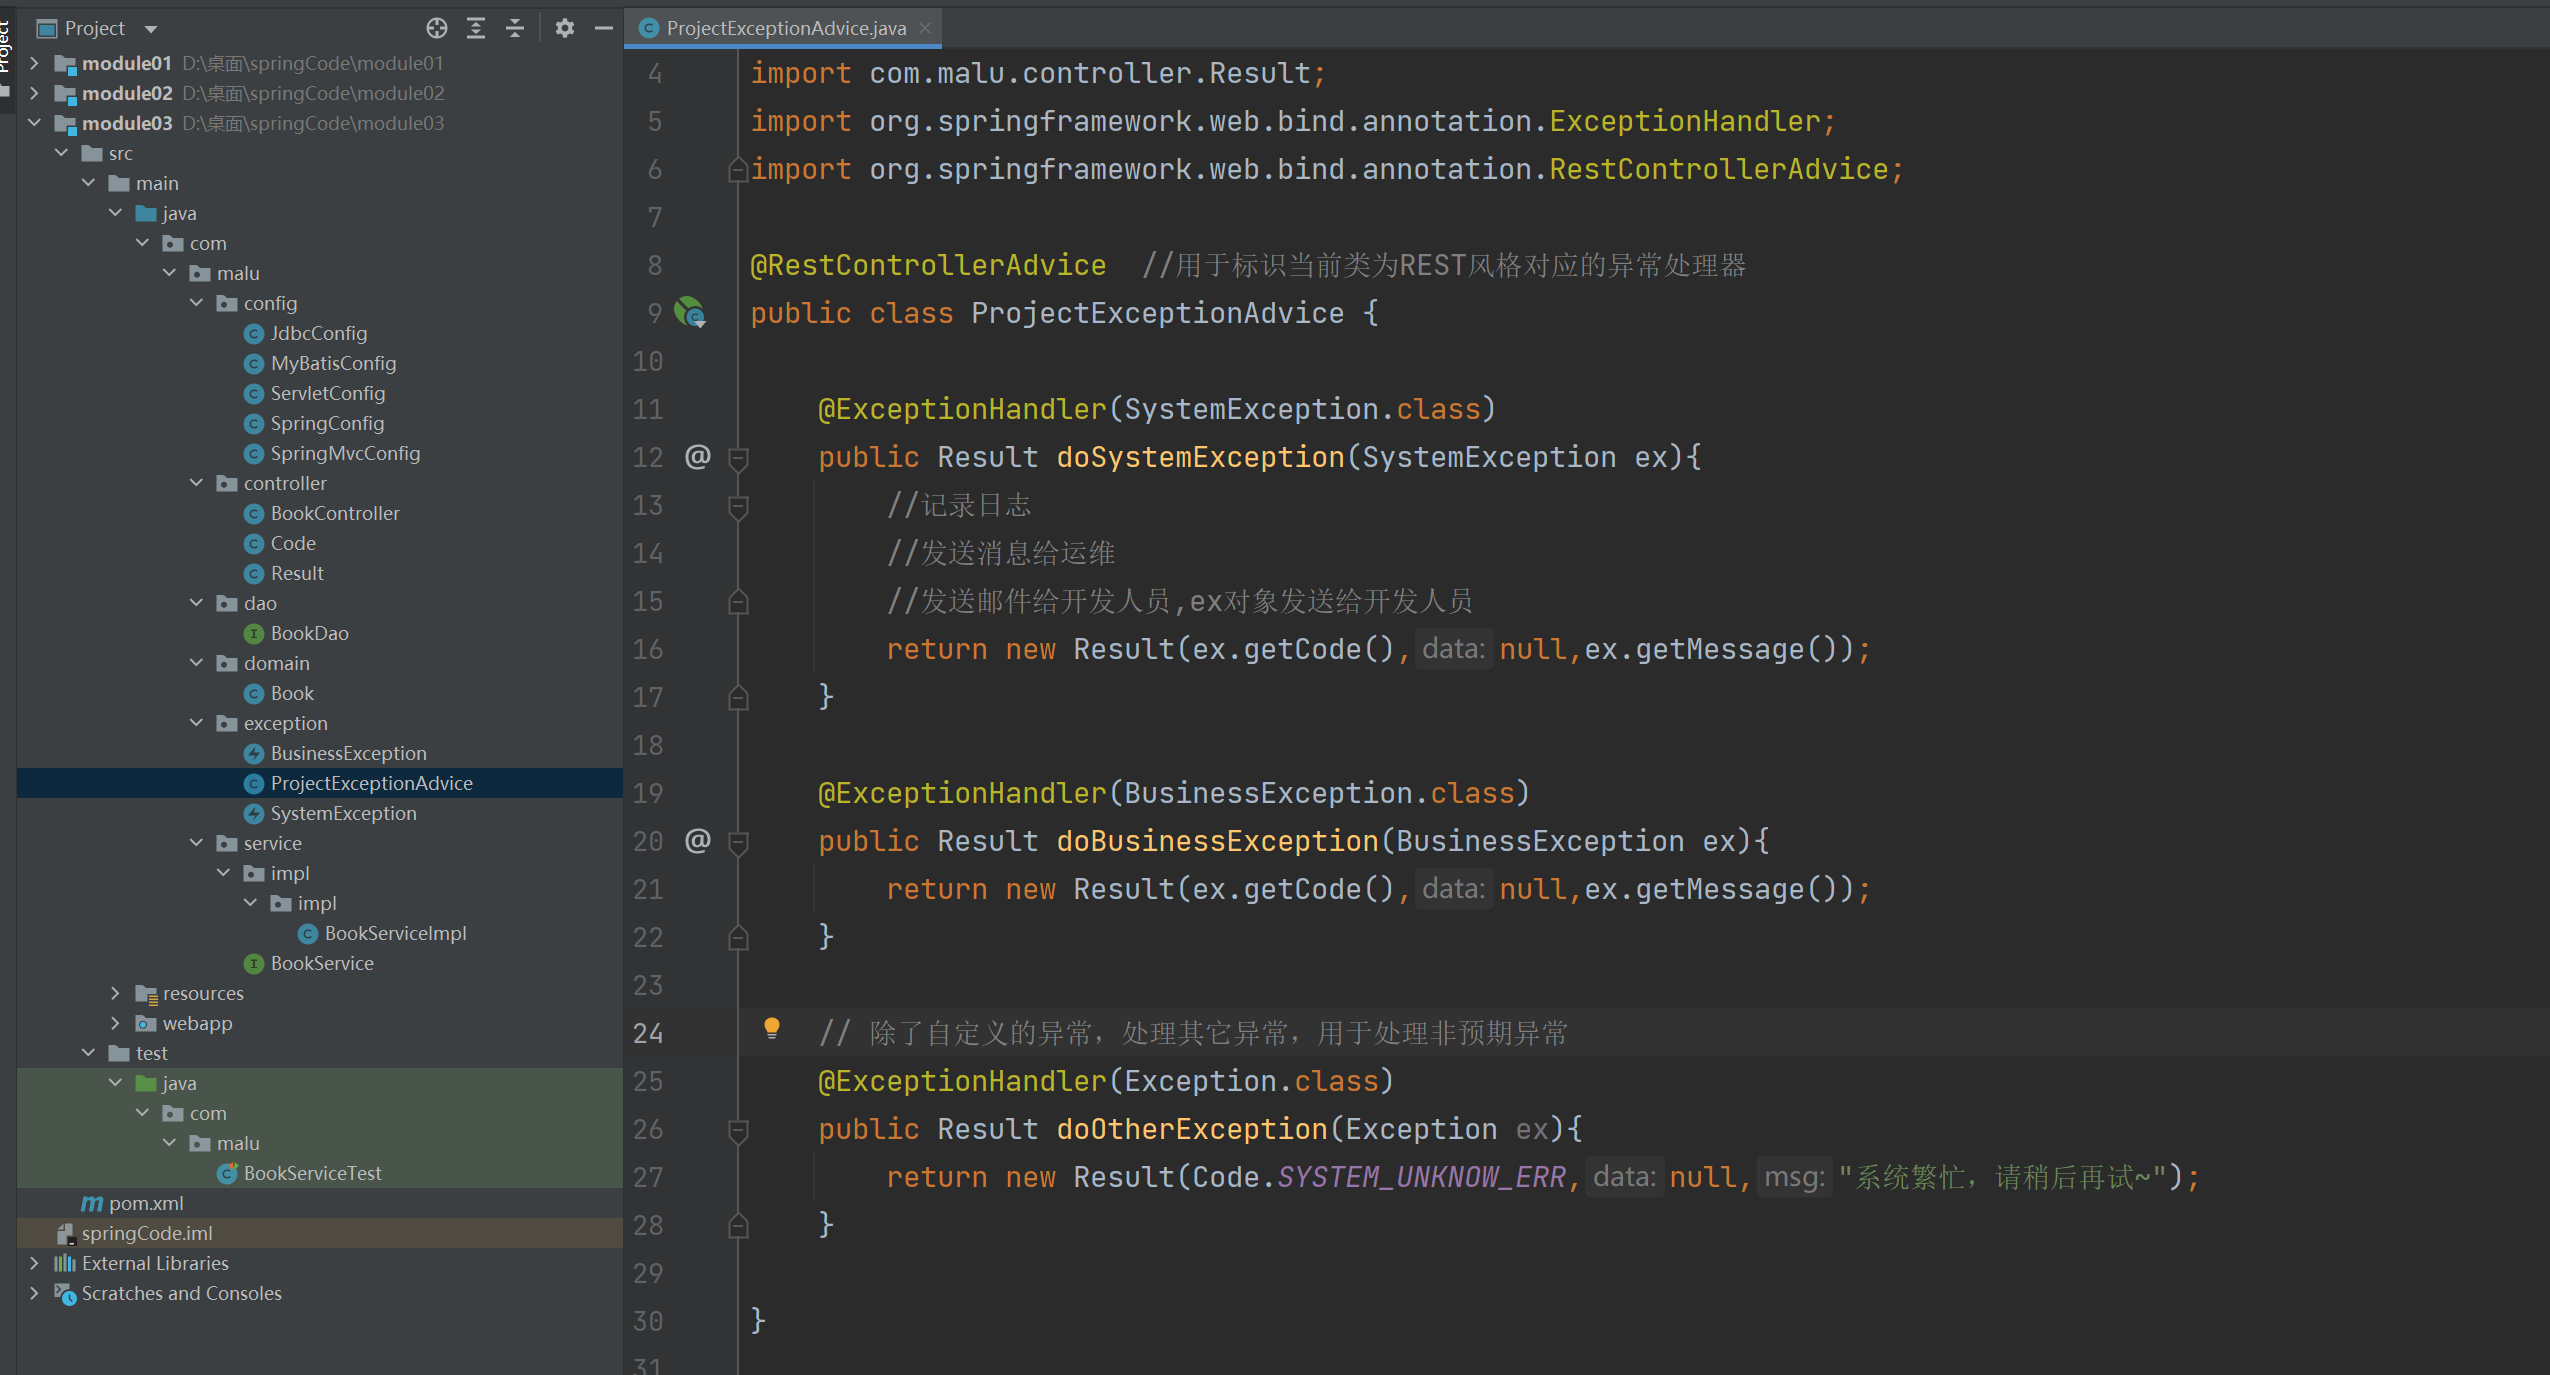 Project
Project
module01 D:\桌面\springCode\module01
module02 D:\桌面\springCode\module02
module03 D:\桌面\springCode\module03
src
main
java
com
malu
config
JdbcConfig
MyBatisConfig
ServletConfig
SpringConfig
SpringMvcConfig
controller
BookController
Code
Result
dao
BookDao
domain
Book
exception
BusinessException
ProjectExceptionAdvice
SystemException
service
impl
impl
BookServiceImpl
BookService
resources
webapp
test
java
com
malu
BookServiceTest
pom.xml
springCode.iml
External Libraries
Scratches and Consoles
ProjectExceptionAdvice.java
4 import com.malu.controller.Result;
5 import org.springframework.web.bind.annotation.ExceptionHandler;
6 import org.springframework.web.bind.annotation.RestControllerAdvice;
7
8 @RestControllerAdvice //用于标识当前类为REST风格对应的异常处理器
9 public class ProjectExceptionAdvice {
10
11 @ExceptionHandler(SystemException.class)
12 @ public Result doSystemException(SystemException ex){
13 //记录日志
14 //发送消息给运维
15 //发送邮件给开发人员,ex对象发送给开发人员
16 return new Result(ex.getCode(), data: null,ex.getMessage());
17 }
18
19 @ExceptionHandler(BusinessException.class)
20 @ public Result doBusinessException(BusinessException ex){
21 return new Result(ex.getCode(), data: null,ex.getMessage());
22 }
23
24 // 除了自定义的异常，处理其它异常，用于处理非预期异常
25 @ExceptionHandler(Exception.class)
26 public Result doOtherException(Exception ex){
27 return new Result(Code.SYSTEM_UNKNOW_ERR, data: null, msg: "系统繁忙，请稍后再试~");
28 }
29
30 }
31